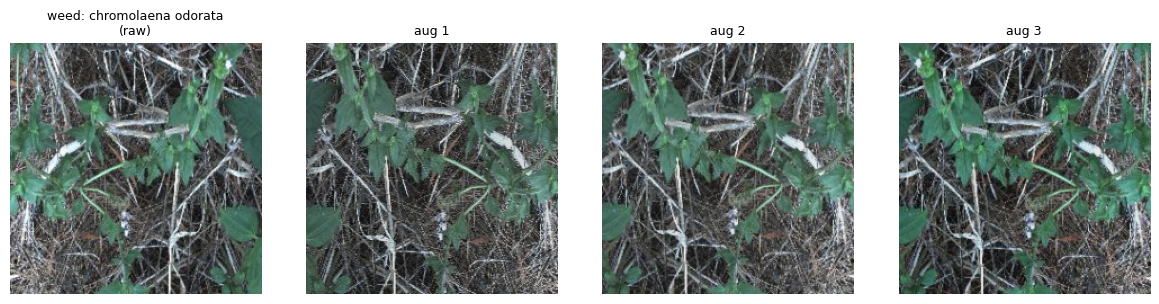 weed: chromolaena odorata
(raw)
aug 1
aug 2
aug 3